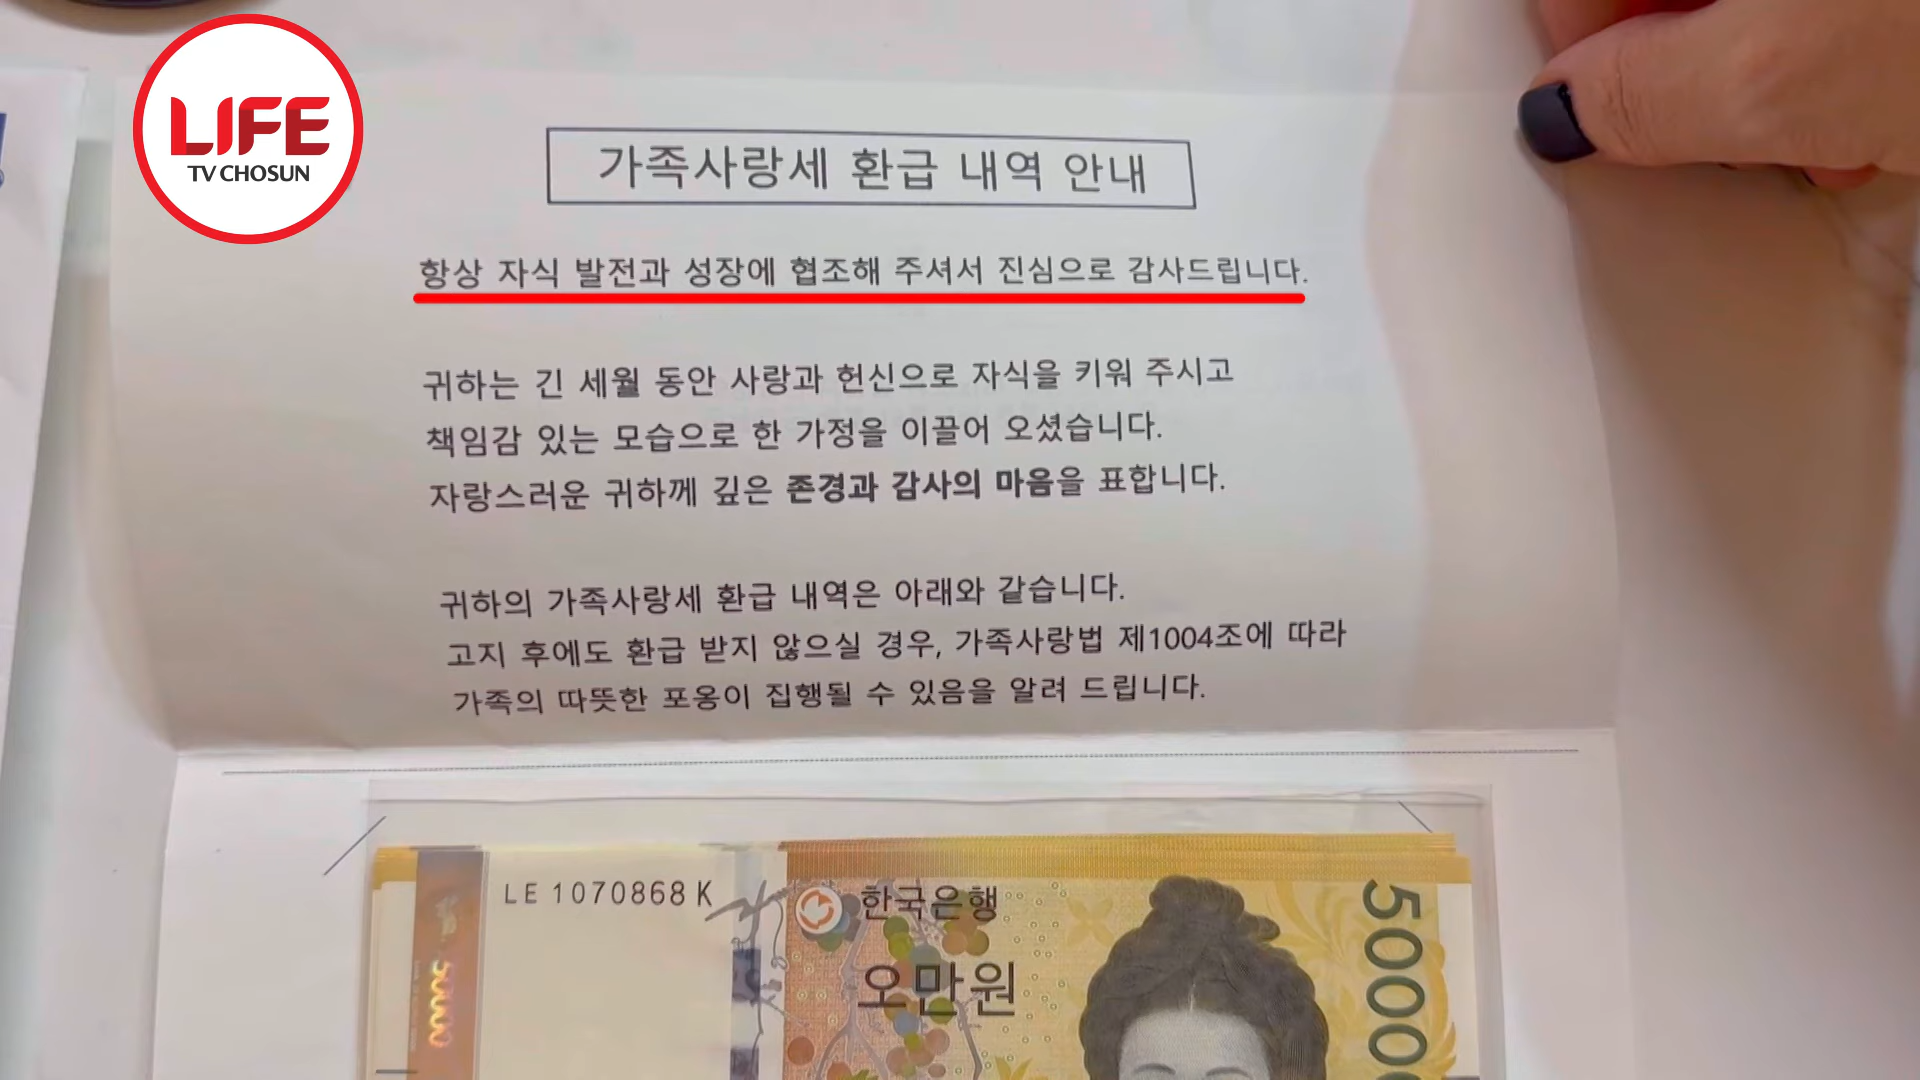 LIFE
TV CHOSUN
가족사랑세 환급 내역 안내
항상 자식 발전과 성장에 협조해 주셔서 진심으로 감사드립니다.
귀하는 긴 세월 동안 사랑과 헌신으로 자식을 키워 주시고
책임감 있는 모습으로 한 가정을 이끌어 오셨습니다.
자랑스러운 귀하께 깊은 존경과 감사의 마음을 표합니다.
귀하의 가족사랑세 환급 내역은 아래와 같습니다.
고지 후에도 환급 받지 않으실 경우, 가족사랑법 제1004조에 따라
가족의 따뜻한 포옹이 집행될 수 있음을 알려 드립니다.
LE 1070868 K
한국은행
오만원
50000
50000